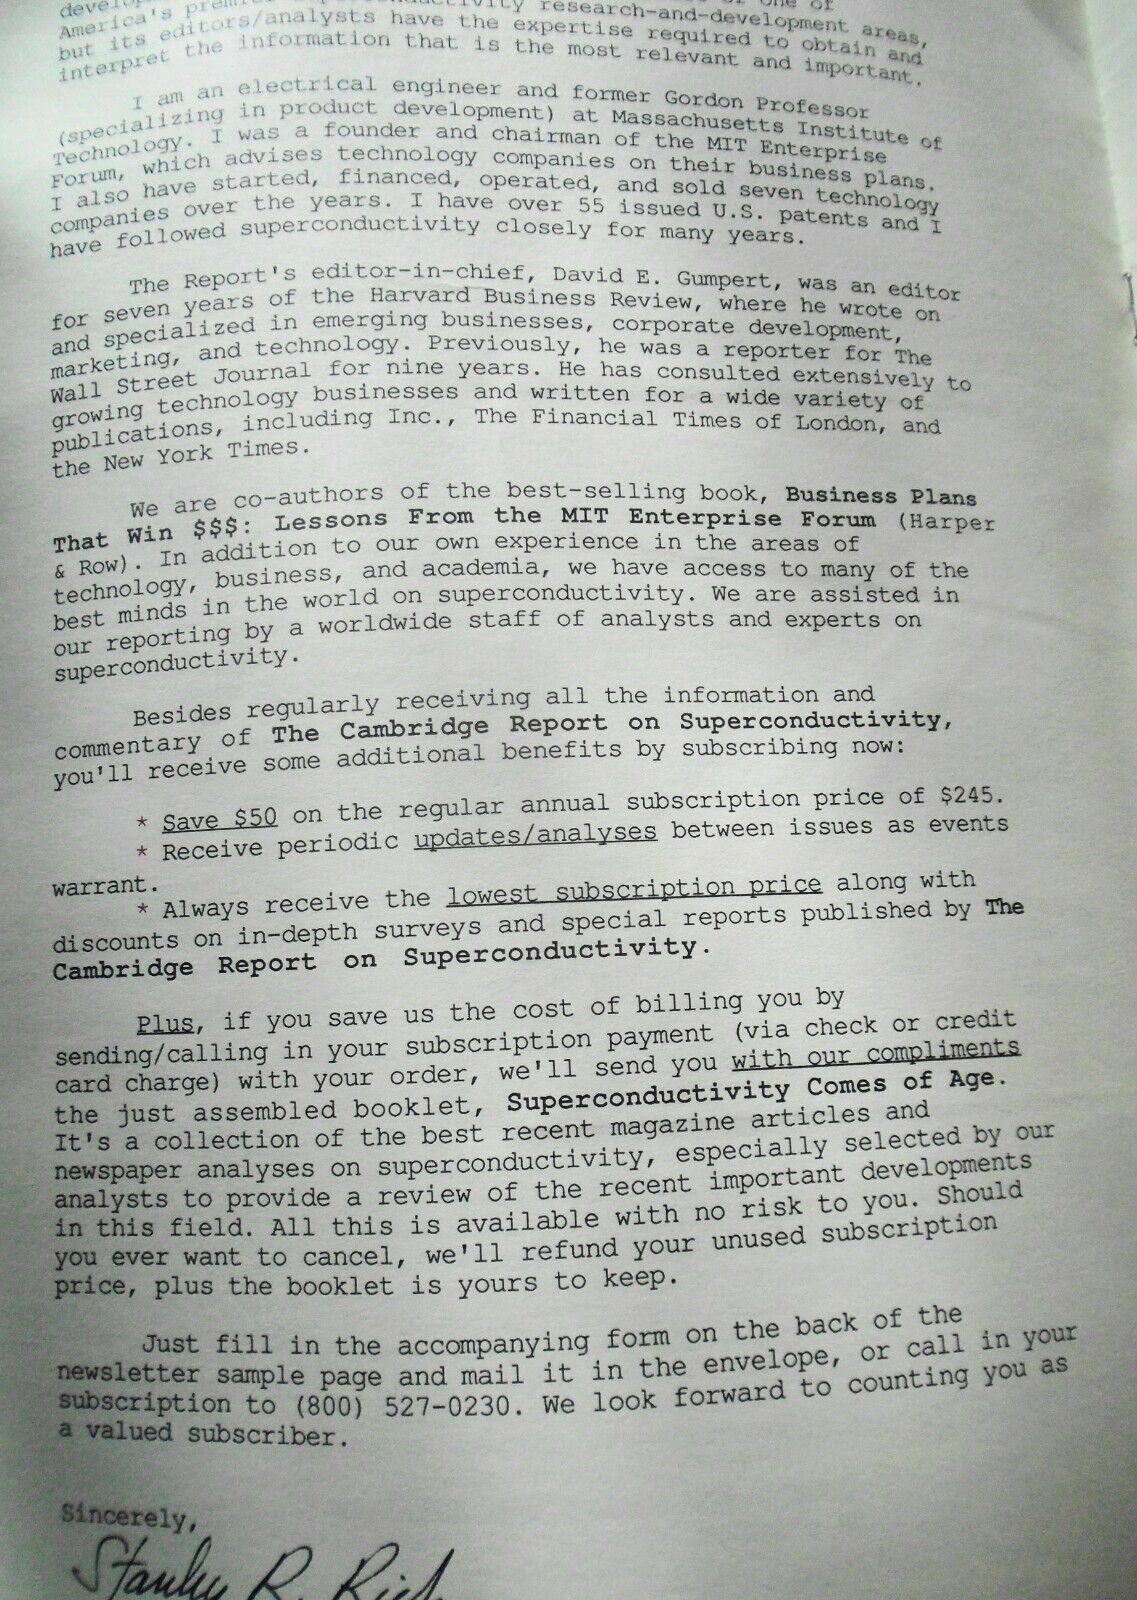 America's premier superconductivity research-and-development areas,
but its editors/analysts have the expertise required to obtain and
interpret the information that is the most relevant and important.
I am an electrical engineer and former Gordon Professor
(specializing in product development) at Massachusetts Institute of
Technology. I was a founder and chairman of the MIT Enterprise
Forum, which advises technology companies on their business plans.
I also have started, financed, operated, and sold seven technology
companies over the years. I have over 55 issued U.S. patents and I
have followed superconductivity closely for many years.
The Report's editor-in-chief, David E. Gumpert, was an editor
for seven years of the Harvard Business Review, where he wrote on
and specialized in emerging businesses, corporate development,
marketing, and technology. Previously, he was a reporter for The
Wall Street Journal for nine years. He has consulted extensively to
growing technology businesses and written for a wide variety of
publications, including Inc., The Financial Times of London, and
the New York Times.
We are co-authors of the best-selling book, Business Plans
That Win $$$: Lessons From the MIT Enterprise Forum (Harper
& Row). In addition to our own experience in the areas of
technology, business, and academia, we have access to many of the
best minds in the world on superconductivity. We are assisted in
our reporting by a worldwide staff of analysts and experts on
superconductivity.
Besides regularly receiving all the information and
commentary of The Cambridge Report on Superconductivity,
you'll receive some additional benefits by subscribing now:
* Save $50 on the regular annual subscription price of $245.
* Receive periodic updates/analyses between issues as events
warrant.
* Always receive the lowest subscription price along with
discounts on in-depth surveys and special reports published by The
Cambridge Report on Superconductivity.
Plus, if you save us the cost of billing you by
sending/calling in your subscription payment (via check or credit
card charge) with your order, we'll send you with our compliments
the just assembled booklet, Superconductivity Comes of Age.
It's a collection of the best recent magazine articles and
newspaper analyses on superconductivity, especially selected by our
analysts to provide a review of the recent important developments
in this field. All this is available with no risk to you. Should
you ever want to cancel, we'll refund your unused subscription
price, plus the booklet is yours to keep.
Just fill in the accompanying form on the back of the
newsletter sample page and mail it in the envelope, or call in your
subscription to (800) 527-0230. We look forward to counting you as
a valued subscriber.
Sincerely,
Stanley R. Rich